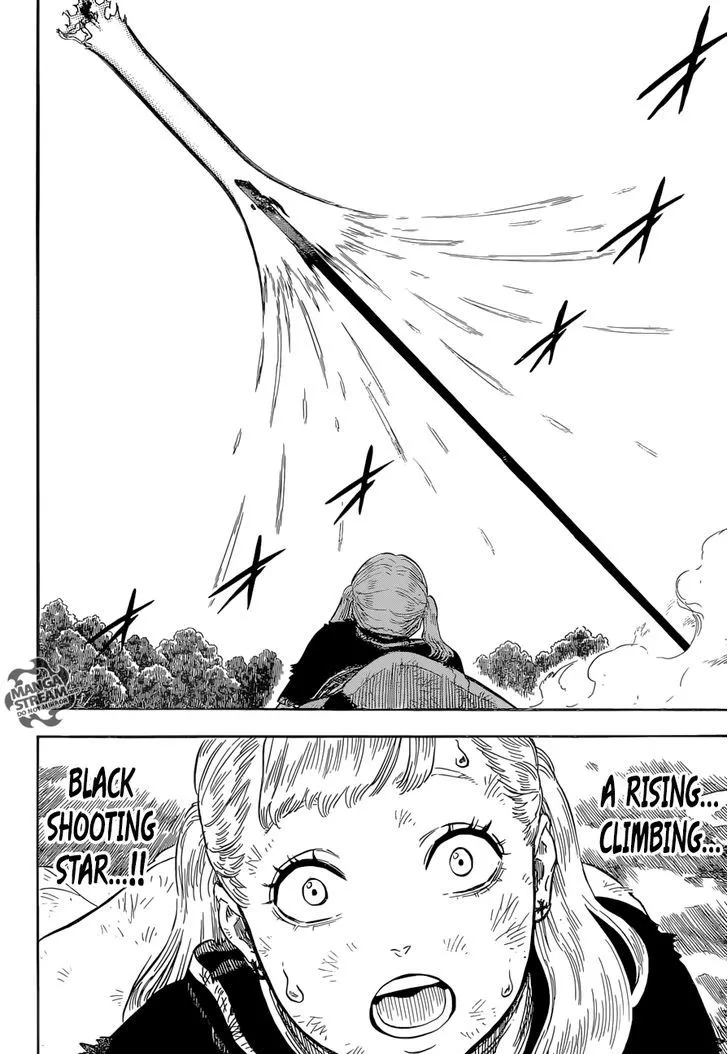 MANGA
STREAM
A RISING...
CLIMBING...
BLACK
SHOOTING
STAR...!!